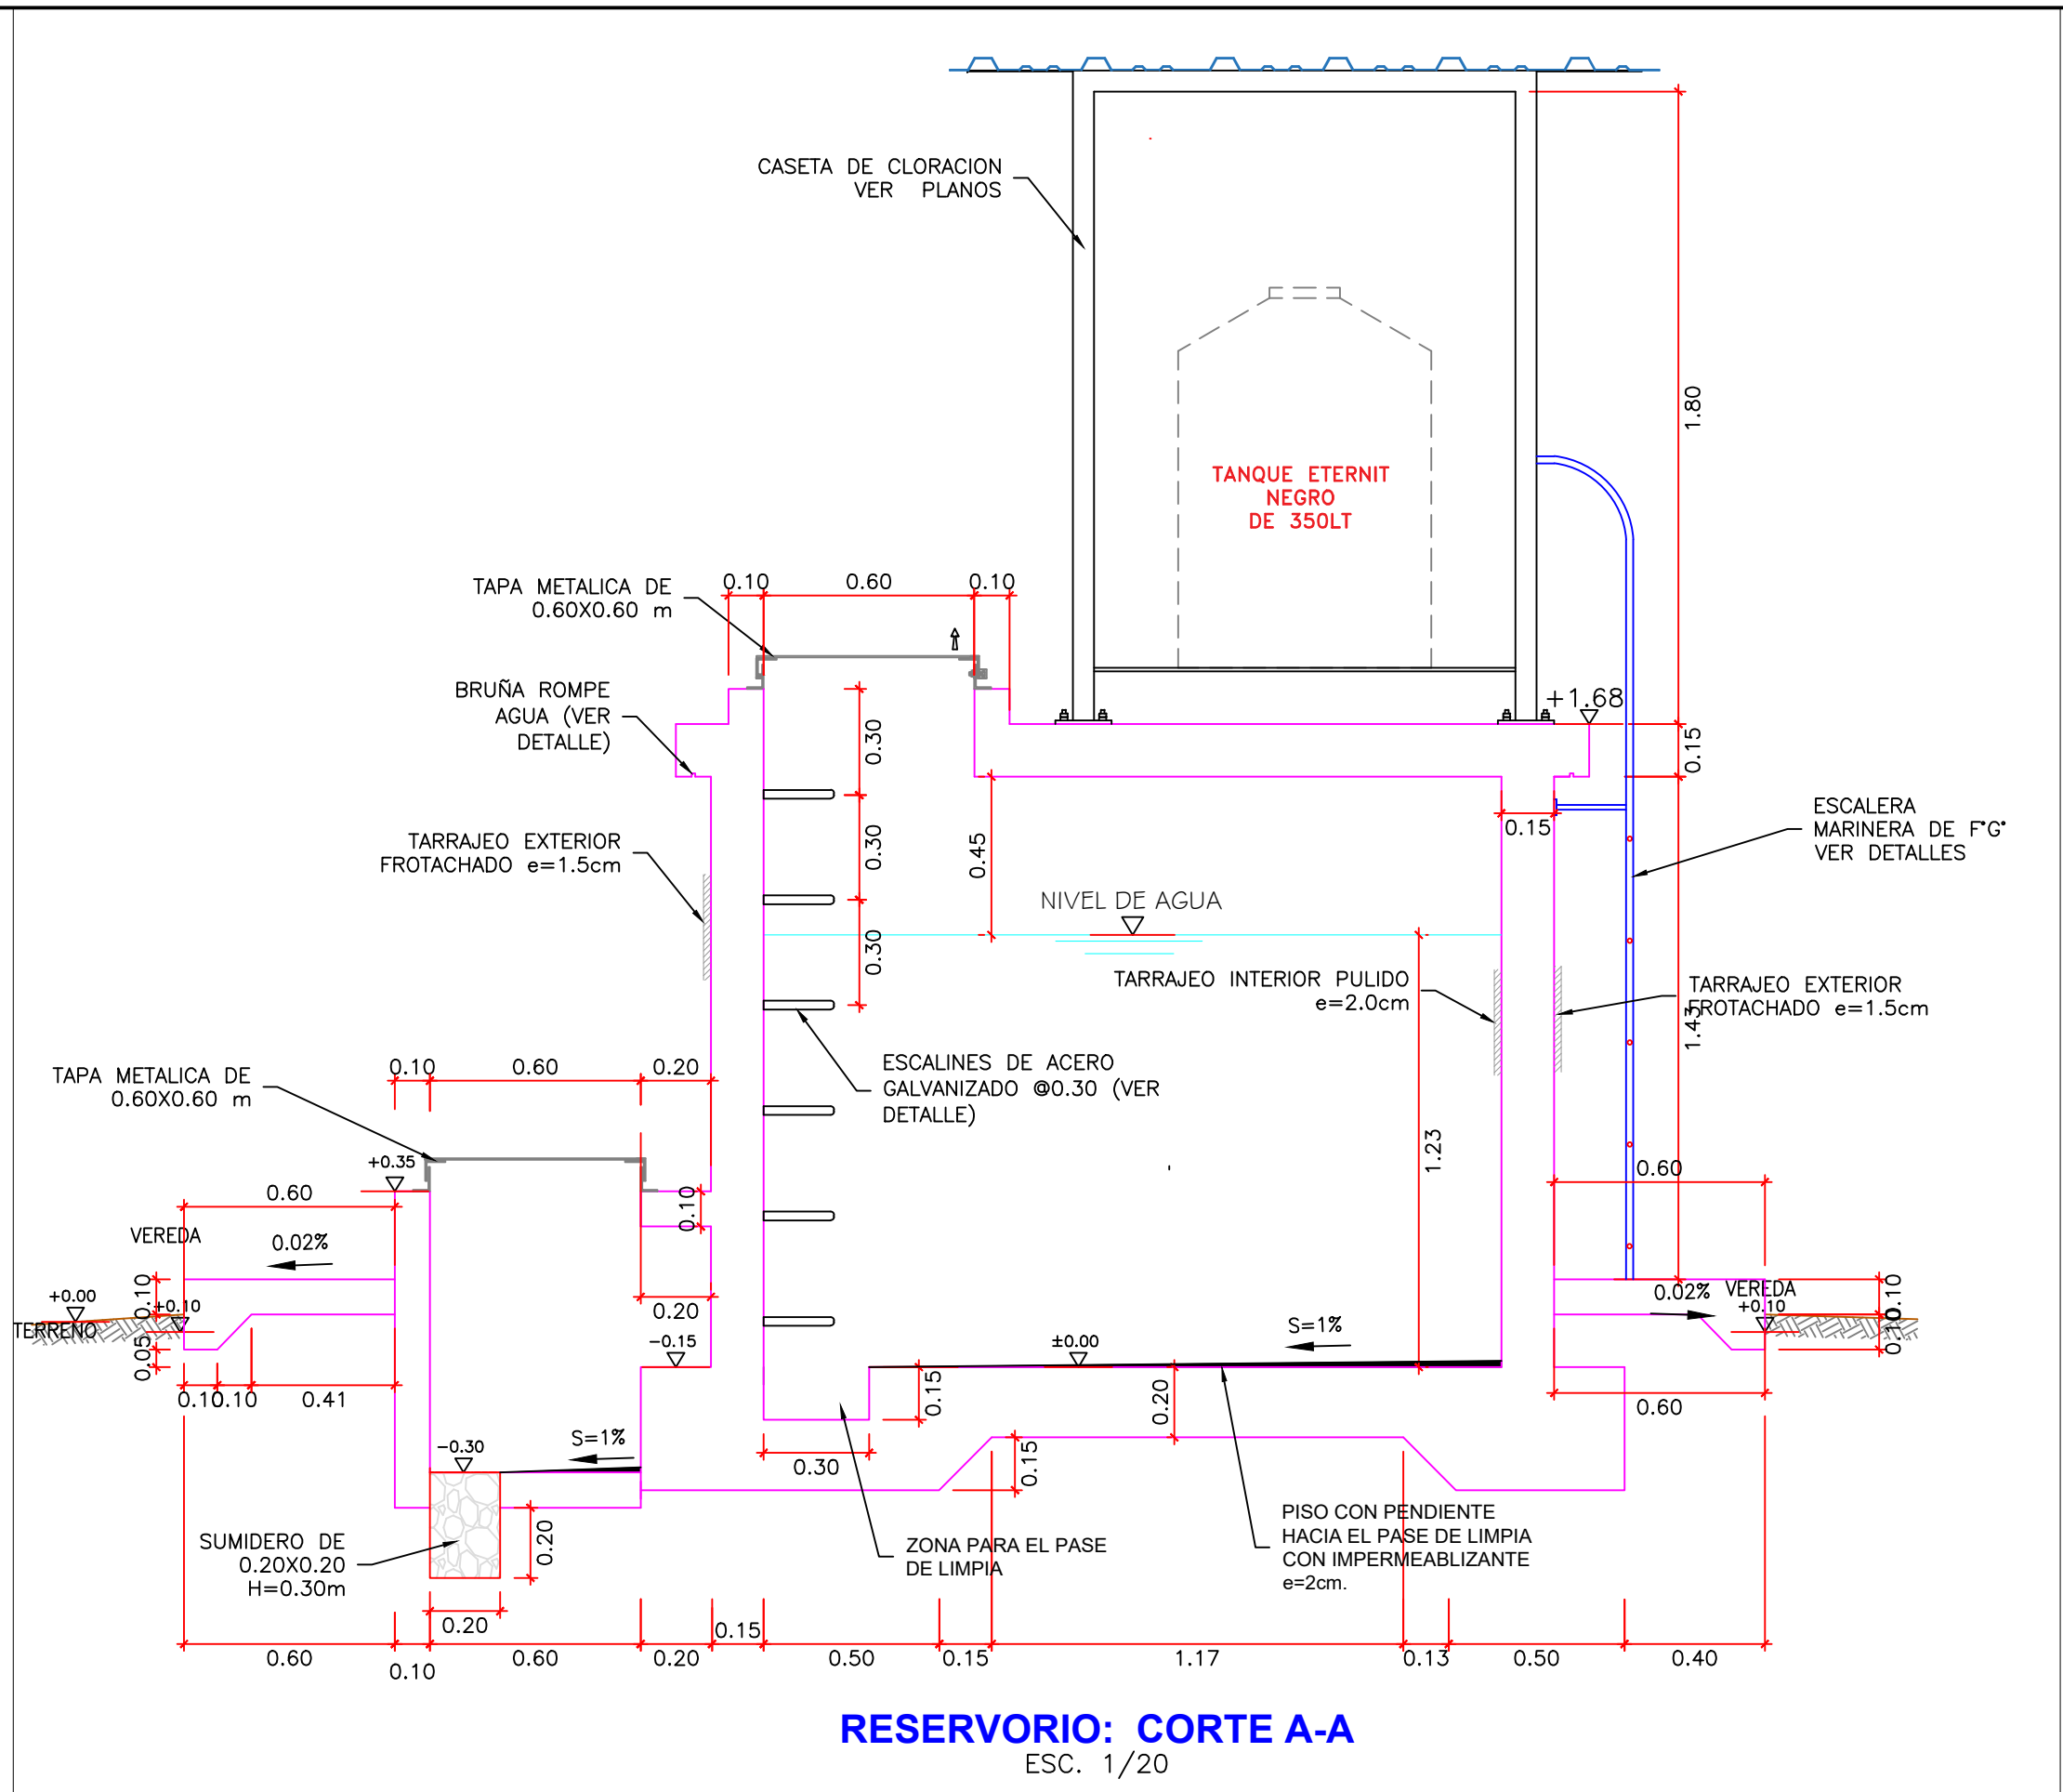 CASETA DE CLORACION
VER PLANOS
1.80
TANQUE ETERNIT
NEGRO
DE 350LT
TAPA METALICA DE
0.60X0.60 m
0.10
0.60
0.10
BRUÑA ROMPE
AGUA (VER
DETALLE)
+1.68
0.30
0.15
TARRAJEO EXTERIOR
FROTACHADO e=1.5cm
0.30
0.45
0.15
ESCALERA
MARINERA DE F°G°
VER DETALLES
NIVEL DE AGUA
0.30
TARRAJEO INTERIOR PULIDO
e=2.0cm
TARRAJEO EXTERIOR
FROTACHADO e=1.5cm
1.43
TAPA METALICA DE
0.60X0.60 m
0.10
0.60
0.20
ESCALINES DE ACERO
GALVANIZADO @0.30 (VER
DETALLE)
1.23
+0.35
0.60
0.60
0.10
VEREDA
0.02%
0.10
+0.00
+0.10
TERRENO
0.05
0.20
-0.15
±0.00
S=1%
0.02%
VEREDA
+0.10
0.10
0.10
0.10
0.10
0.41
0.15
0.20
0.60
-0.30
S=1%
0.30
0.15
SUMIDERO DE
0.20X0.20
H=0.30m
0.20
ZONA PARA EL PASE
DE LIMPIA
PISO CON PENDIENTE
HACIA EL PASE DE LIMPIA
CON IMPERMEABLIZANTE
e=2cm.
0.20
0.60
0.10
0.60
0.20
0.15
0.50
0.15
1.17
0.13
0.50
0.40
RESERVORIO: CORTE A-A
ESC. 1/20